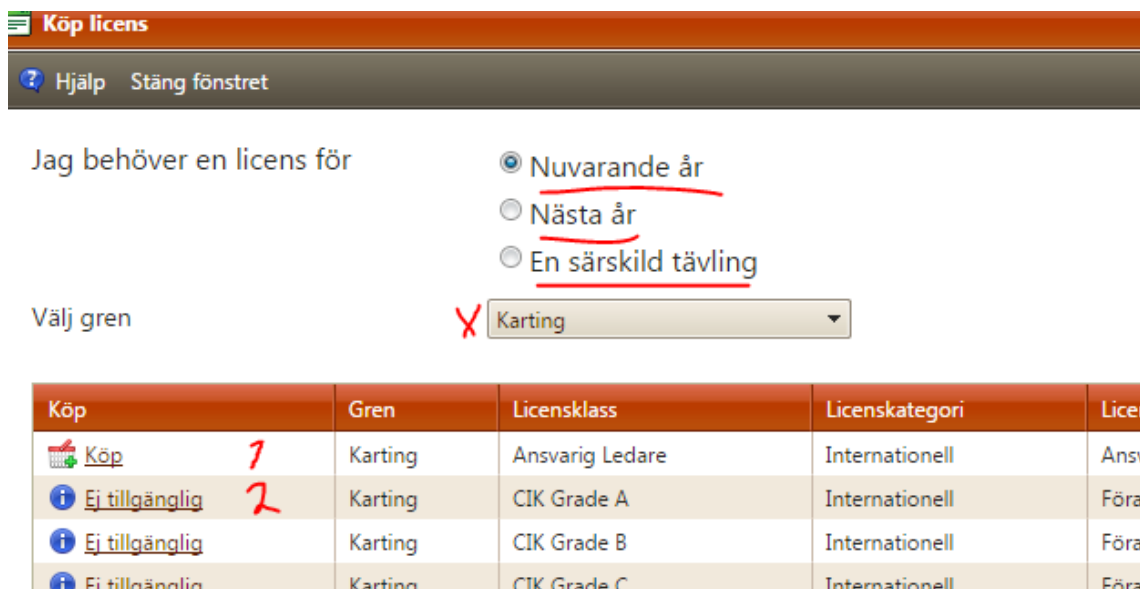 Köp licens
Hjälp Stäng fönstret
Jag behöver en licens för
Nuvarande år
Nästa år
En särskild tävling
Välj gren X Karting
Köp Gren Licensklass Licenskategori
Köp 1 Karting Ansvarig Ledare Internationell
Ej tillgänglig 2 Karting CIK Grade A Internationell
Ej tillgänglig Karting CIK Grade B Internationell
Ej tillgänglig Karting CIK Grade C Internationell